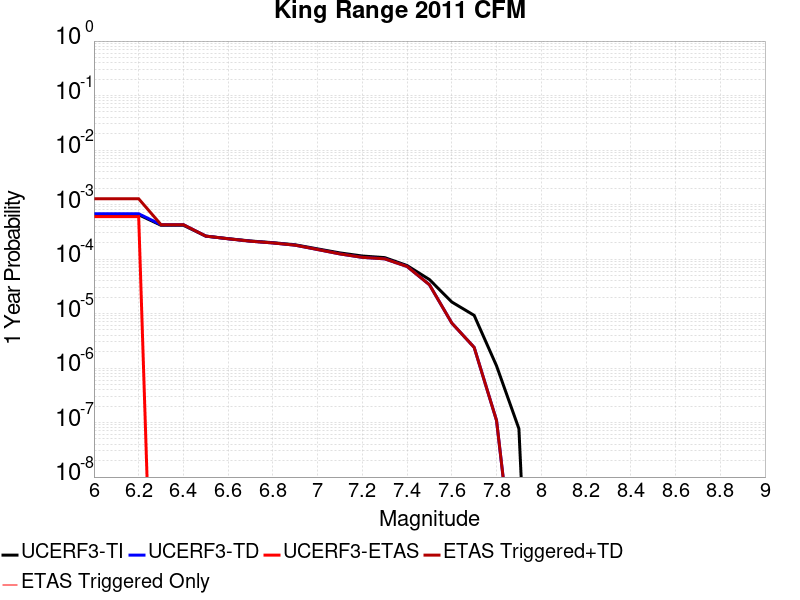 King Range 2011 CFM
10^0
10^-1
10^-2
10^-3
10^-4
10^-5
10^-6
10^-7
10^-8
1 Year Probability
6 6.2 6.4 6.6 6.8 7 7.2 7.4 7.6 7.8 8 8.2 8.4 8.6 8.8 9
Magnitude
UCERF3-TI UCERF3-TD UCERF3-ETAS ETAS Triggered+TD
ETAS Triggered Only